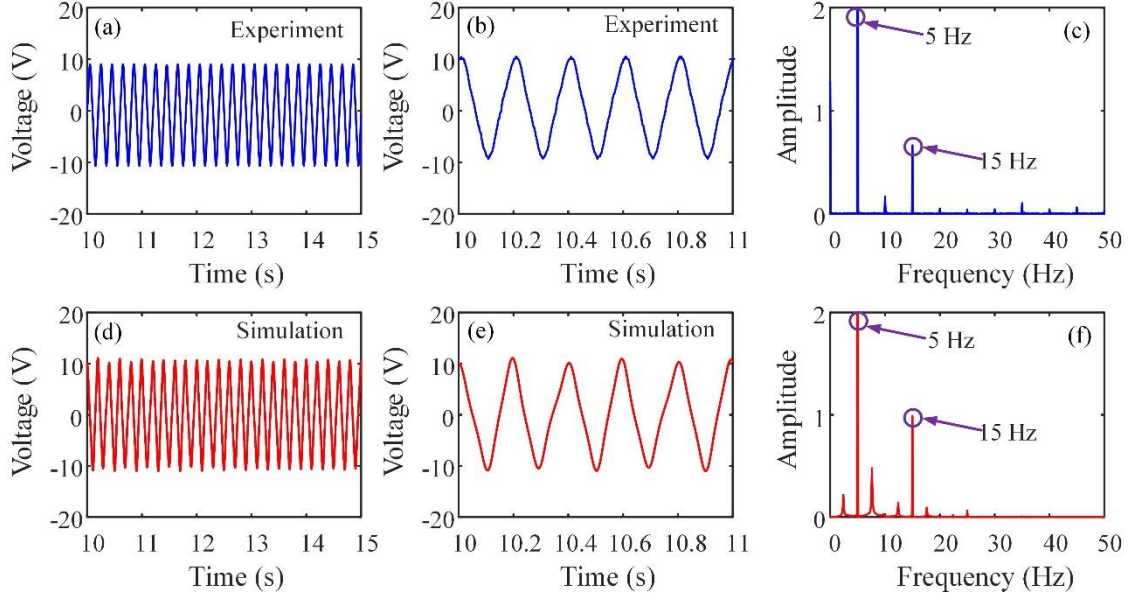 (a)
Experiment
20
10
0
-10
-20
10 11 12 13 14 15
Voltage (V)
Time (s)
(b)
Experiment
20
10
0
-10
-20
10 10.2 10.4 10.6 10.8 11
Voltage (V)
Time (s)
(c)
5 Hz
15 Hz
2
1
0
0 10 20 30 40 50
Amplitude
Frequency (Hz)
(d)
Simulation
20
10
0
-10
-20
10 11 12 13 14 15
Voltage (V)
Time (s)
(e)
Simulation
20
10
0
-10
-20
10 10.2 10.4 10.6 10.8 11
Voltage (V)
Time (s)
(f)
5 Hz
15 Hz
2
1
0
0 10 20 30 40 50
Amplitude
Frequency (Hz)